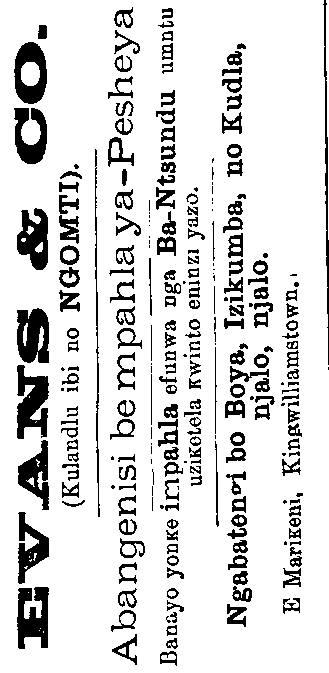 EVANS & CO.
(Kulandlu ibi no NGOMTI).
Abangenisi be mpahla ya-Pesheya
Banayo yonke impahla efunwa nga Ba-Ntsundu umntu
uziketela kwinto eninzi yazo.
Ngabatengi bo Boya, Izikumba, no Kudla,
njalo, njalo.
E Marikeni, Kingwilliamstown.